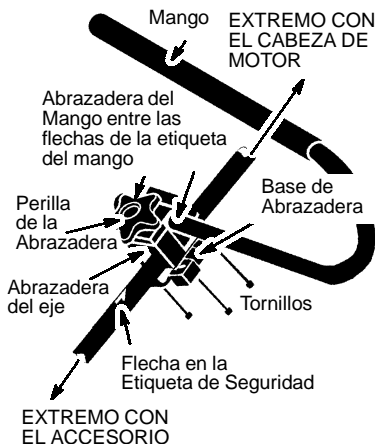 Mango
EXTREMO CON
EL CABEZA DE
MOTOR
Abrazadera del
Mango entre las
flechas de la etiqueta
del mango
Base de
Abrazadera
Perilla
de la
Abrazadera
Abrazadera
del eje
Tornillos
Flecha en la
Etiqueta de Seguridad
EXTREMO CON
EL ACCESORIO